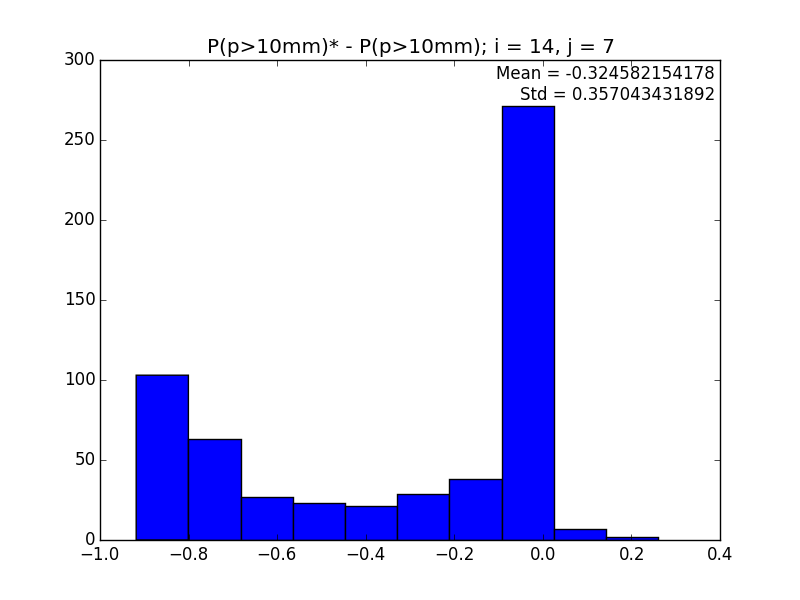 P(p>10mm)* - P(p>10mm); i = 14, j = 7
Mean = -0.324582154178
Std = 0.357043431892
300
250
200
150
100
50
0
−1.0 −0.8 −0.6 −0.4 −0.2 0.0 0.2 0.4